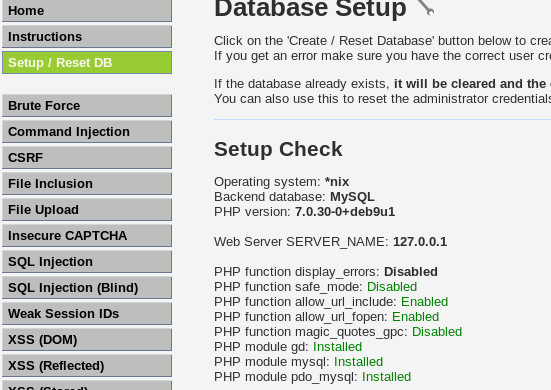 Home
Instructions
Setup / Reset DB
Brute Force
Command Injection
CSRF
File Inclusion
File Upload
Insecure CAPTCHA
SQL Injection
SQL Injection (Blind)
Weak Session IDs
XSS (DOM)
XSS (Reflected)
XSS (Stored)
Database Setup
Click on the 'Create / Reset Database' button below to
If you get an error make sure you have the correct user
If the database already exists, it will be cleared and the
You can also use this to reset the administrator credentials
Setup Check
Operating system: *nix
Backend database: MySQL
PHP version: 7.0.30-0+deb9u1
Web Server SERVER_NAME: 127.0.0.1
PHP function display_errors: Disabled
PHP function safe_mode: Disabled
PHP function allow_url_include: Enabled
PHP function allow_url_fopen: Enabled
PHP function magic_quotes_gpc: Disabled
PHP module gd: Installed
PHP module mysql: Installed
PHP module pdo_mysql: Installed